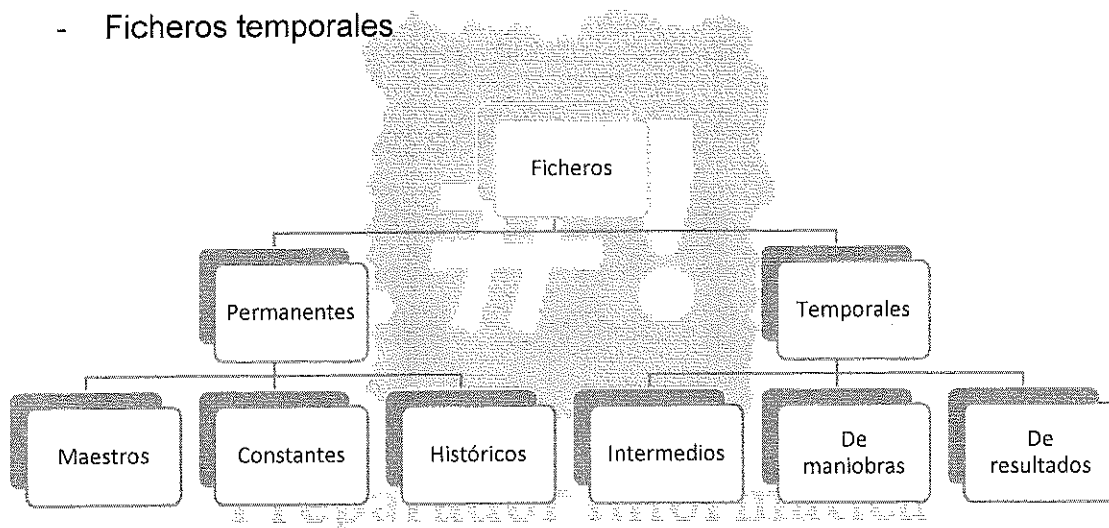 - Ficheros temporales
Ficheros
Permanentes
Temporales
Maestros
Constantes
Históricos
Intermedios
De
maniobras
De
resultados